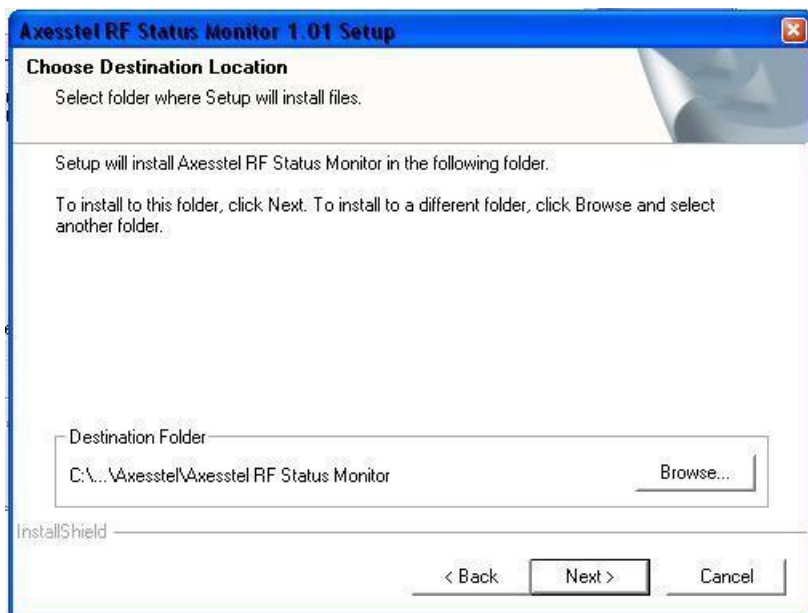 Axesstel RF Status Monitor 1.01 Setup
Choose Destination Location
Select folder where Setup will install files.
Setup will install Axesstel RF Status Monitor in the following folder.
To install to this folder, click Next. To install to a different folder, click Browse and select
another folder.
Destination Folder
C:\...\Axesstel\Axesstel RF Status Monitor
Browse...
InstallShield
< Back
Next >
Cancel